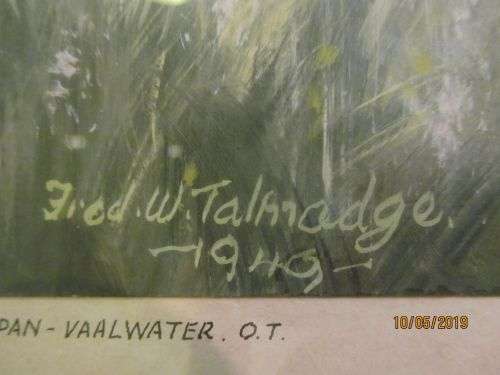 Fred. W. Talmadge.
-1949-
PAN - VAALWATER. O.T.
10/05/2019